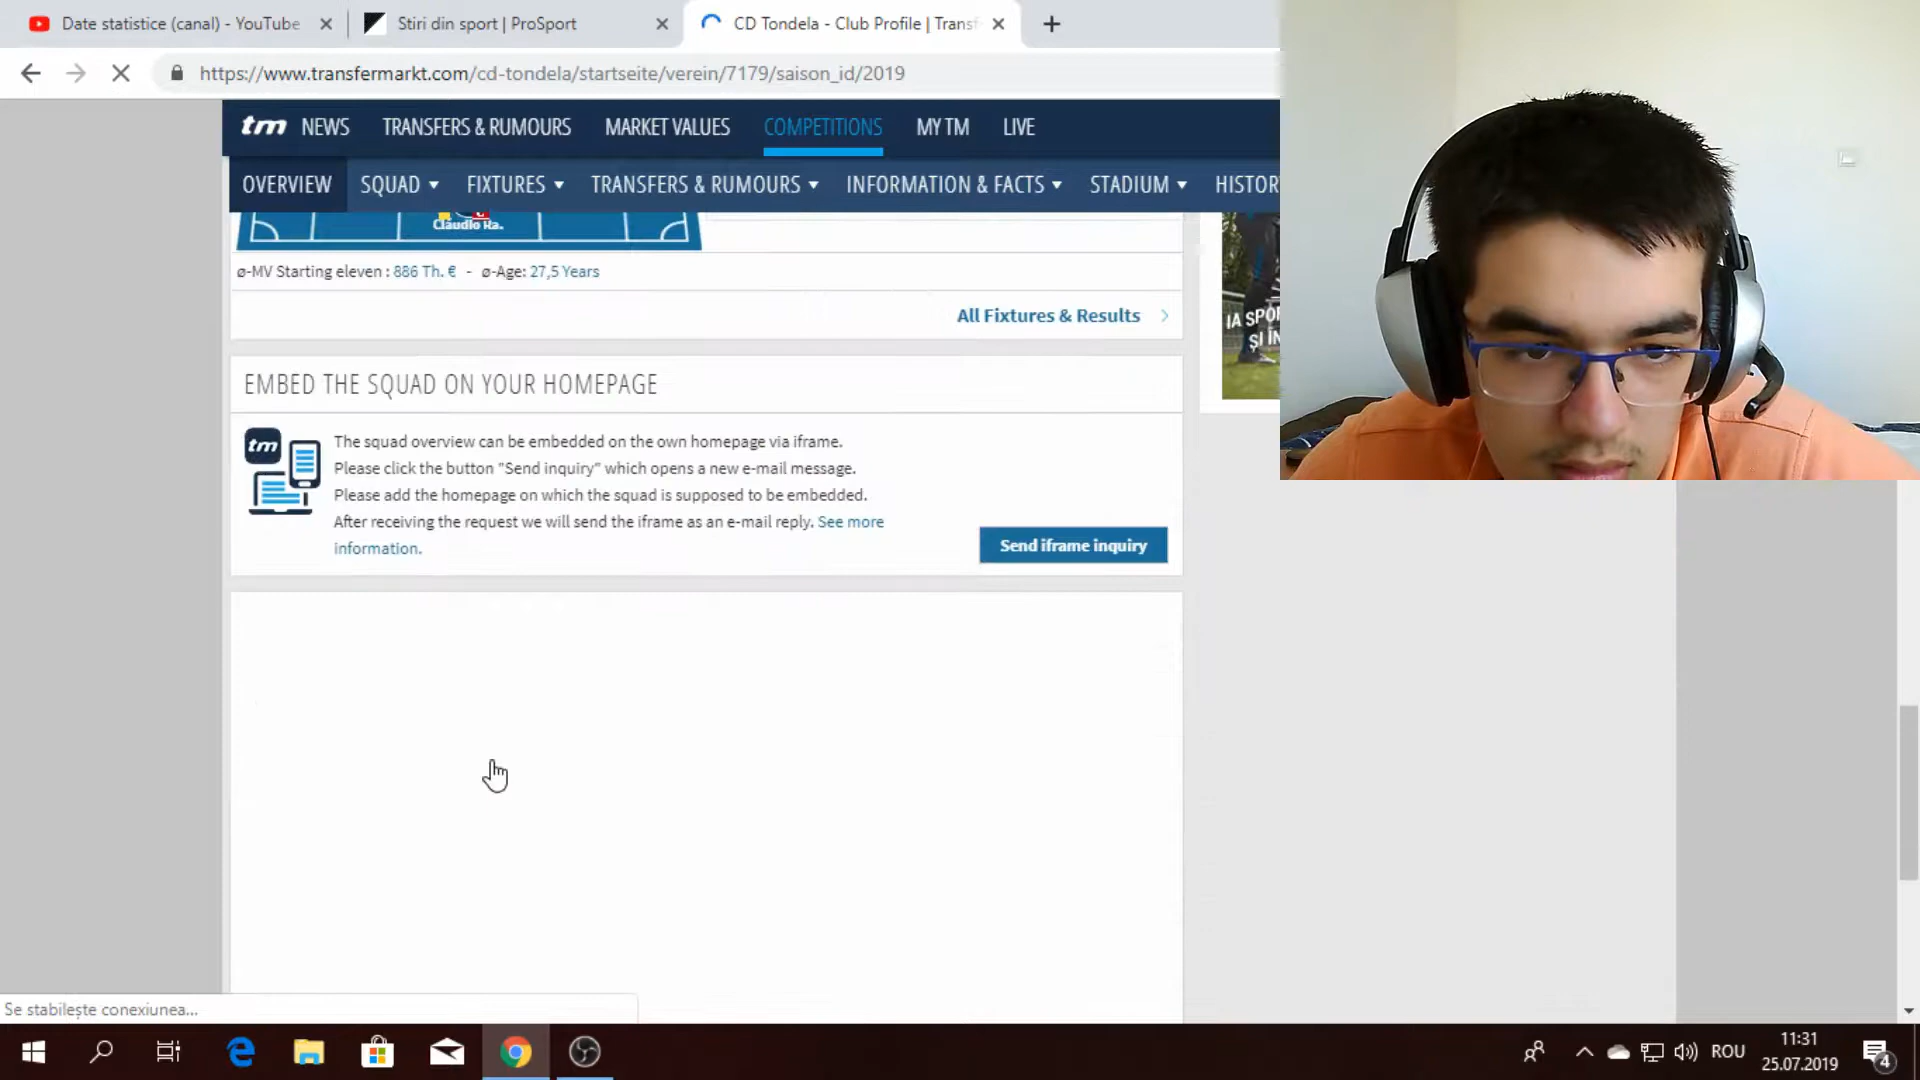 Date statistice (canal) - YouTube
Stiri din sport | ProSport
CD Tondela - Club Profile | Transf
https://www.transfermarkt.com/cd-tondela/startseite/verein/7179/saison_id/2019
tm NEWS TRANSFERS & RUMOURS MARKET VALUES COMPETITIONS MY TM LIVE
OVERVIEW SQUAD FIXTURES TRANSFERS & RUMOURS INFORMATION & FACTS STADIUM HISTOR
Cláudio Ra.
ø-MV Starting eleven : 886 Th. € - ø-Age: 27,5 Years
All Fixtures & Results
IA SPO
ȘI ÎN
EMBED THE SQUAD ON YOUR HOMEPAGE
tm
The squad overview can be embedded on the own homepage via iframe.
Please click the button "Send inquiry" which opens a new e-mail message.
Please add the homepage on which the squad is supposed to be embedded.
After receiving the request we will send the iframe as an e-mail reply. See more
information.
Send iframe inquiry
Se stabilește conexiunea...
ROU
11:31
25.07.2019
4